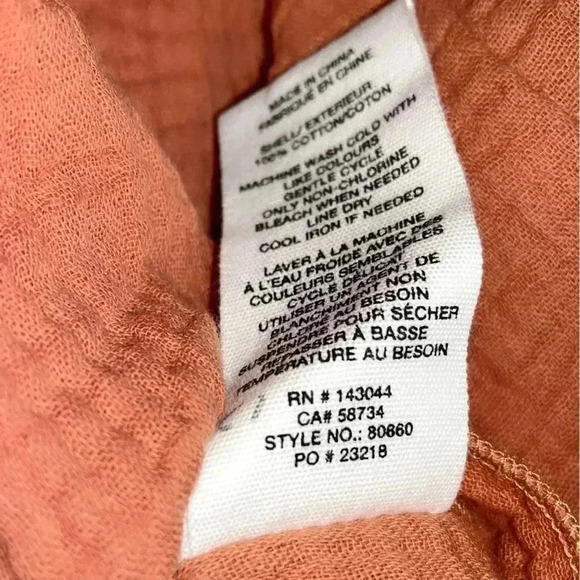 MADE IN CHINA
FABRIQUÉ EN CHINE
SHELL/ EXTERIEUR
100% COTTON/COTON
MACHINE WASH COLD WITH
LIKE COLOURS
GENTLE CYCLE
ONLY NON-CHLORINE
BLEACH WHEN NEEDED
LINE DRY
COOL IRON IF NEEDED
LAVER À LA MACHINE
À L'EAU FROIDE AVEC DES
COULEURS SEMBLABLES
CYCLE DÉLICAT
UTILISER UN AGENT DE
BLANCHIMENT NON
CHLORÉ AU BESOIN
SUSPENDRE POUR SÉCHER
REPASSER À BASSE
TEMPÉRATURE AU BESOIN
RN # 143044
CA# 58734
STYLE NO.: 80660
PO # 23218